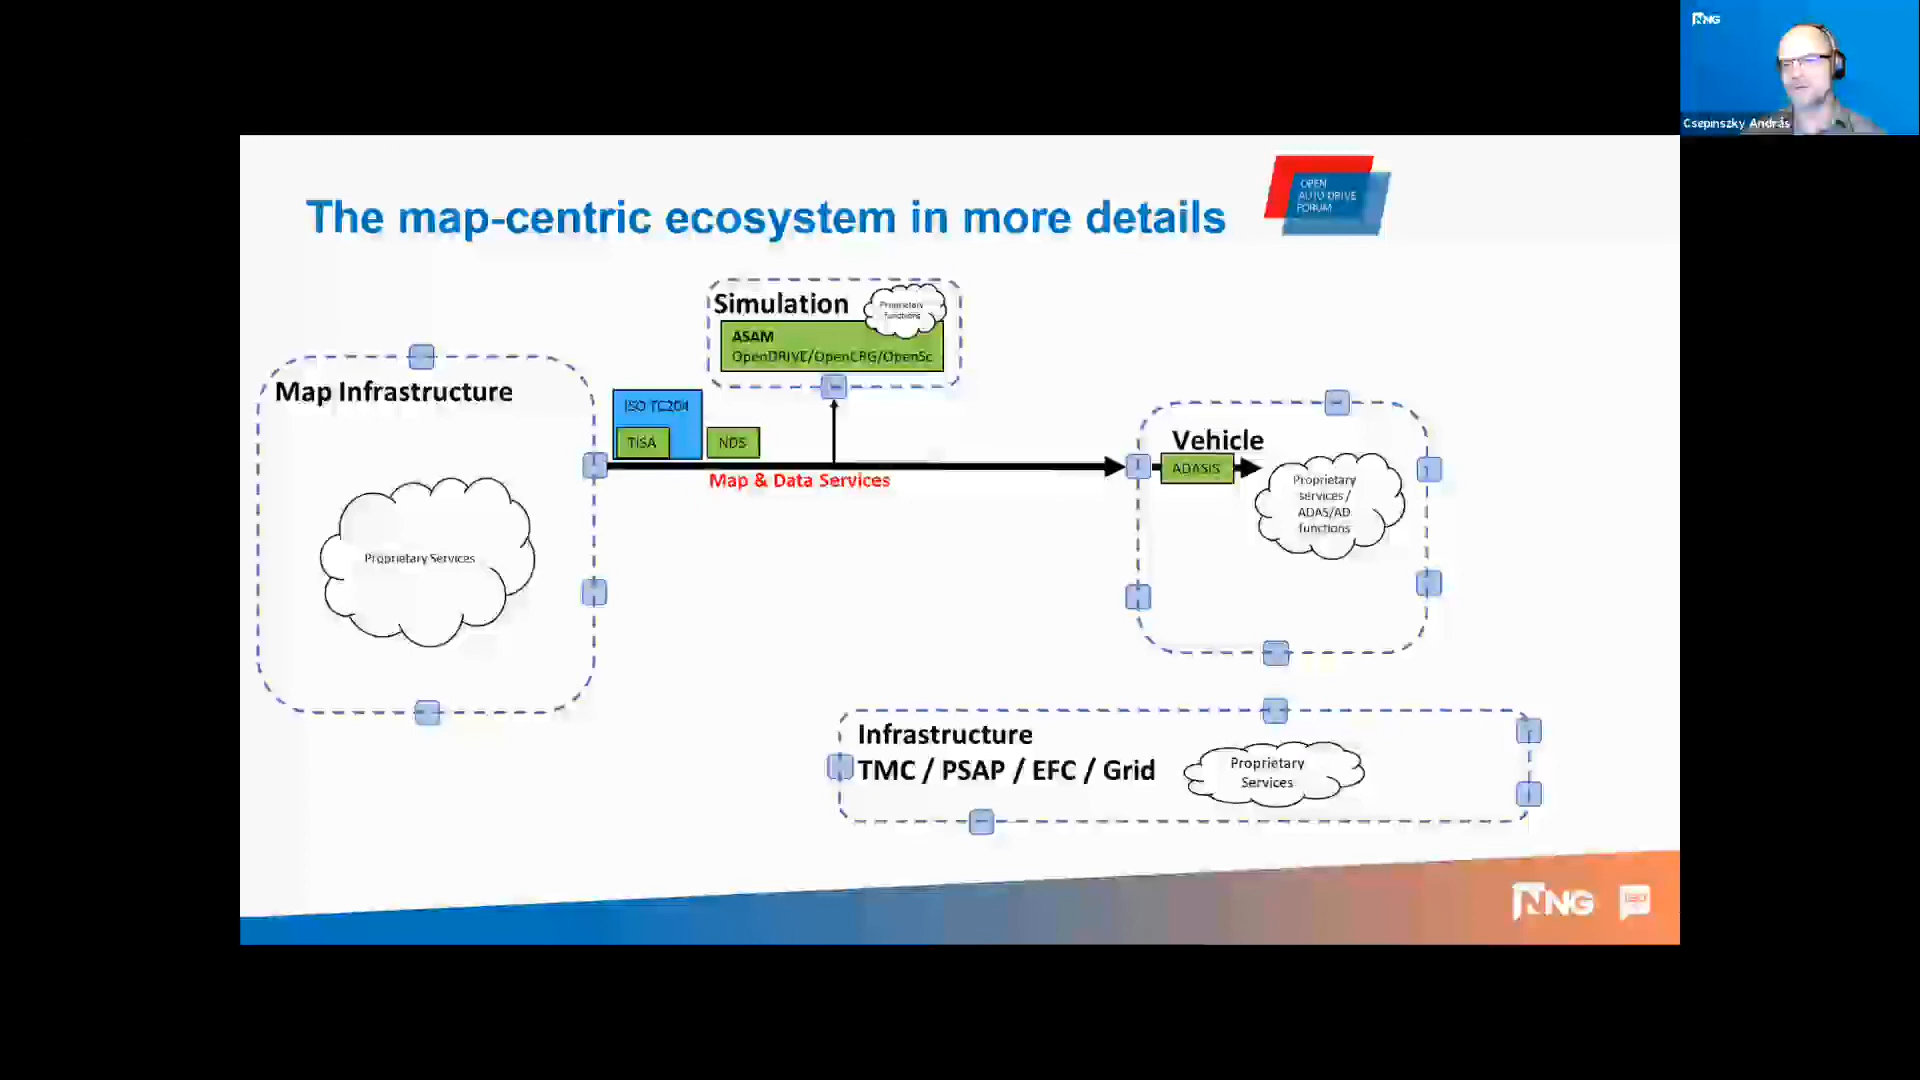 NNG
Csepinszky András
The map-centric ecosystem in more details
OPEN
AUTO DRIVE
FORUM
Simulation
Proprietary
functions
ASAM
OpenDRIVE/OpenCRG/OpenSc
Map Infrastructure
ISO TC204
TISA
NDS
Map & Data Services
Proprietary Services
Vehicle
ADASIS
Proprietary
services /
ADAS/AD
functions
Infrastructure
TMC / PSAP / EFC / Grid
Proprietary
Services
NNG